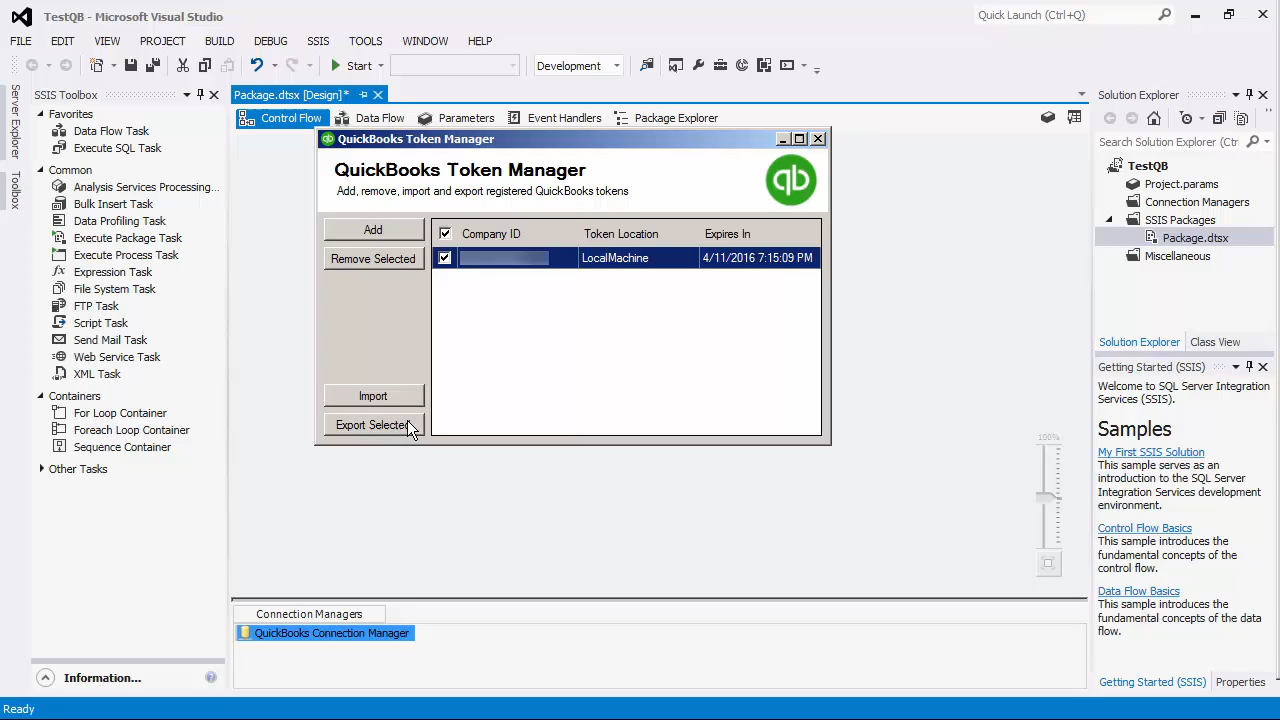 TestQB - Microsoft Visual Studio
Quick Launch (Ctrl+Q)
FILE EDIT VIEW PROJECT BUILD DEBUG SSIS TOOLS WINDOW HELP
Start
Development
Server Explorer
Toolbox
SSIS Toolbox
Favorites
Data Flow Task
Execute SQL Task
Common
Analysis Services Processing...
Bulk Insert Task
Data Profiling Task
Execute Package Task
Execute Process Task
Expression Task
File System Task
FTP Task
Script Task
Send Mail Task
Web Service Task
XML Task
Containers
For Loop Container
Foreach Loop Container
Sequence Container
Other Tasks
Information...
Package.dtsx [Design]*
Control Flow Data Flow Parameters Event Handlers Package Explorer
QuickBooks Token Manager
QuickBooks Token Manager
Add, remove, import and export registered QuickBooks tokens
qb
Add
Remove Selected
Import
Export Selected
Company ID Token Location Expires In
LocalMachine 4/11/2016 7:15:09 PM
100%
Connection Managers
QuickBooks Connection Manager
Solution Explorer
Search Solution Explorer (Ctrl
TestQB
Project.params
Connection Managers
SSIS Packages
Package.dtsx
Miscellaneous
Solution Explorer Class View
Getting Started (SSIS)
Welcome to SQL Server Integration
Services (SSIS).
Samples
My First SSIS Solution
This sample serves as an
introduction to the SQL Server
Integration Services development
environment.
Control Flow Basics
This sample introduces the
fundamental concepts of the
control flow.
Data Flow Basics
This sample introduces the
fundamental concepts of the data
flow.
Getting Started (SSIS) Properties
Ready